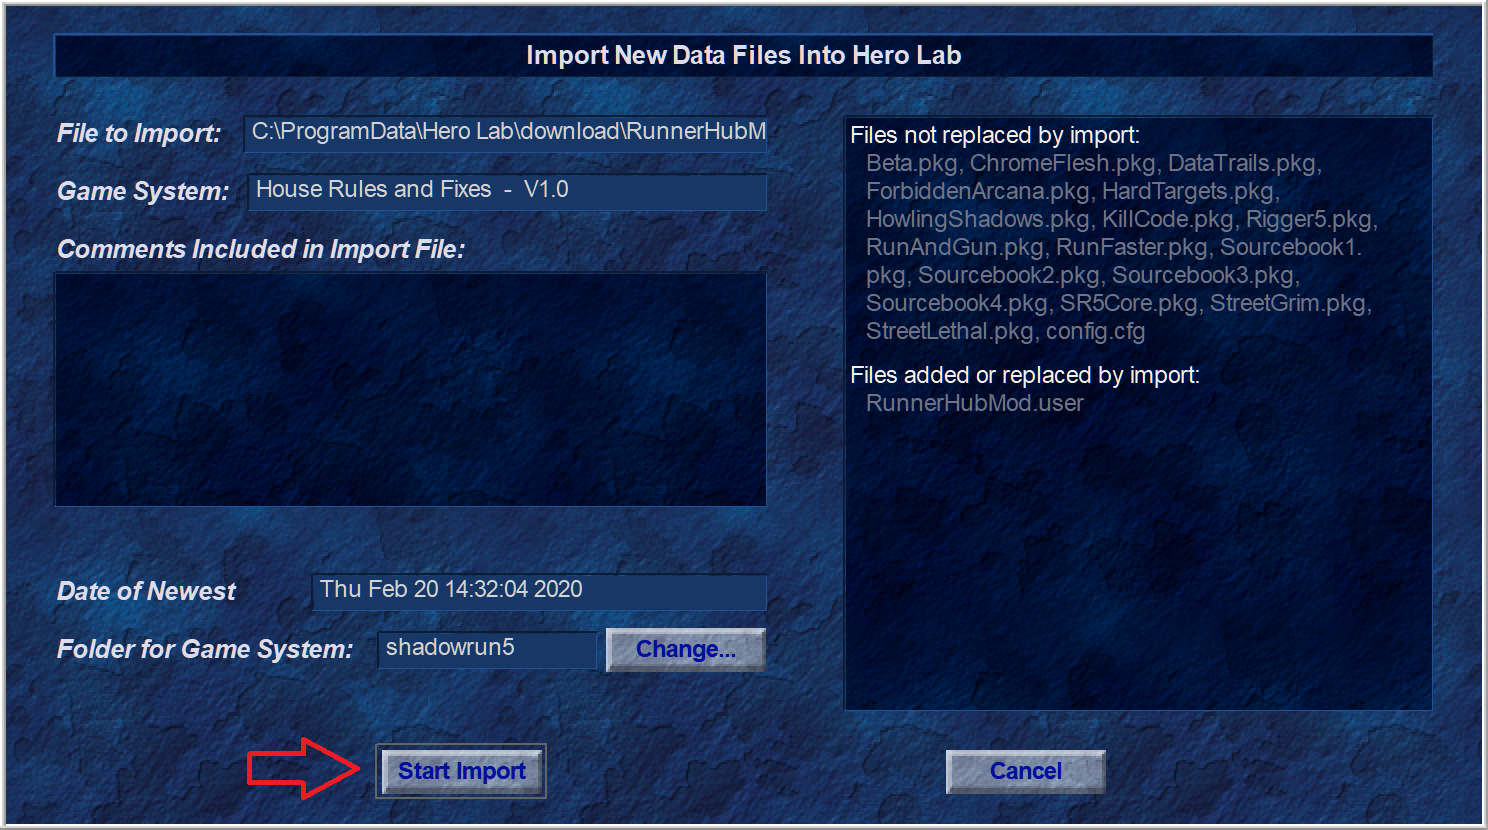 Import New Data Files Into Hero Lab
File to Import: C:\ProgramData\Hero Lab\download\RunnerHubM
Game System: House Rules and Fixes - V1.0
Comments Included in Import File:
Date of Newest Thu Feb 20 14:32:04 2020
Folder for Game System: shadowrun5 Change...
Start Import
Files not replaced by import:
Beta.pkg, ChromeFlesh.pkg, DataTrails.pkg,
ForbiddenArcana.pkg, HardTargets.pkg,
HowlingShadows.pkg, KillCode.pkg, Rigger5.pkg,
RunAndGun.pkg, RunFaster.pkg, Sourcebook1.
pkg, Sourcebook2.pkg, Sourcebook3.pkg,
Sourcebook4.pkg, SR5Core.pkg, StreetGrim.pkg,
StreetLethal.pkg, config.cfg
Files added or replaced by import:
RunnerHubMod.user
Cancel